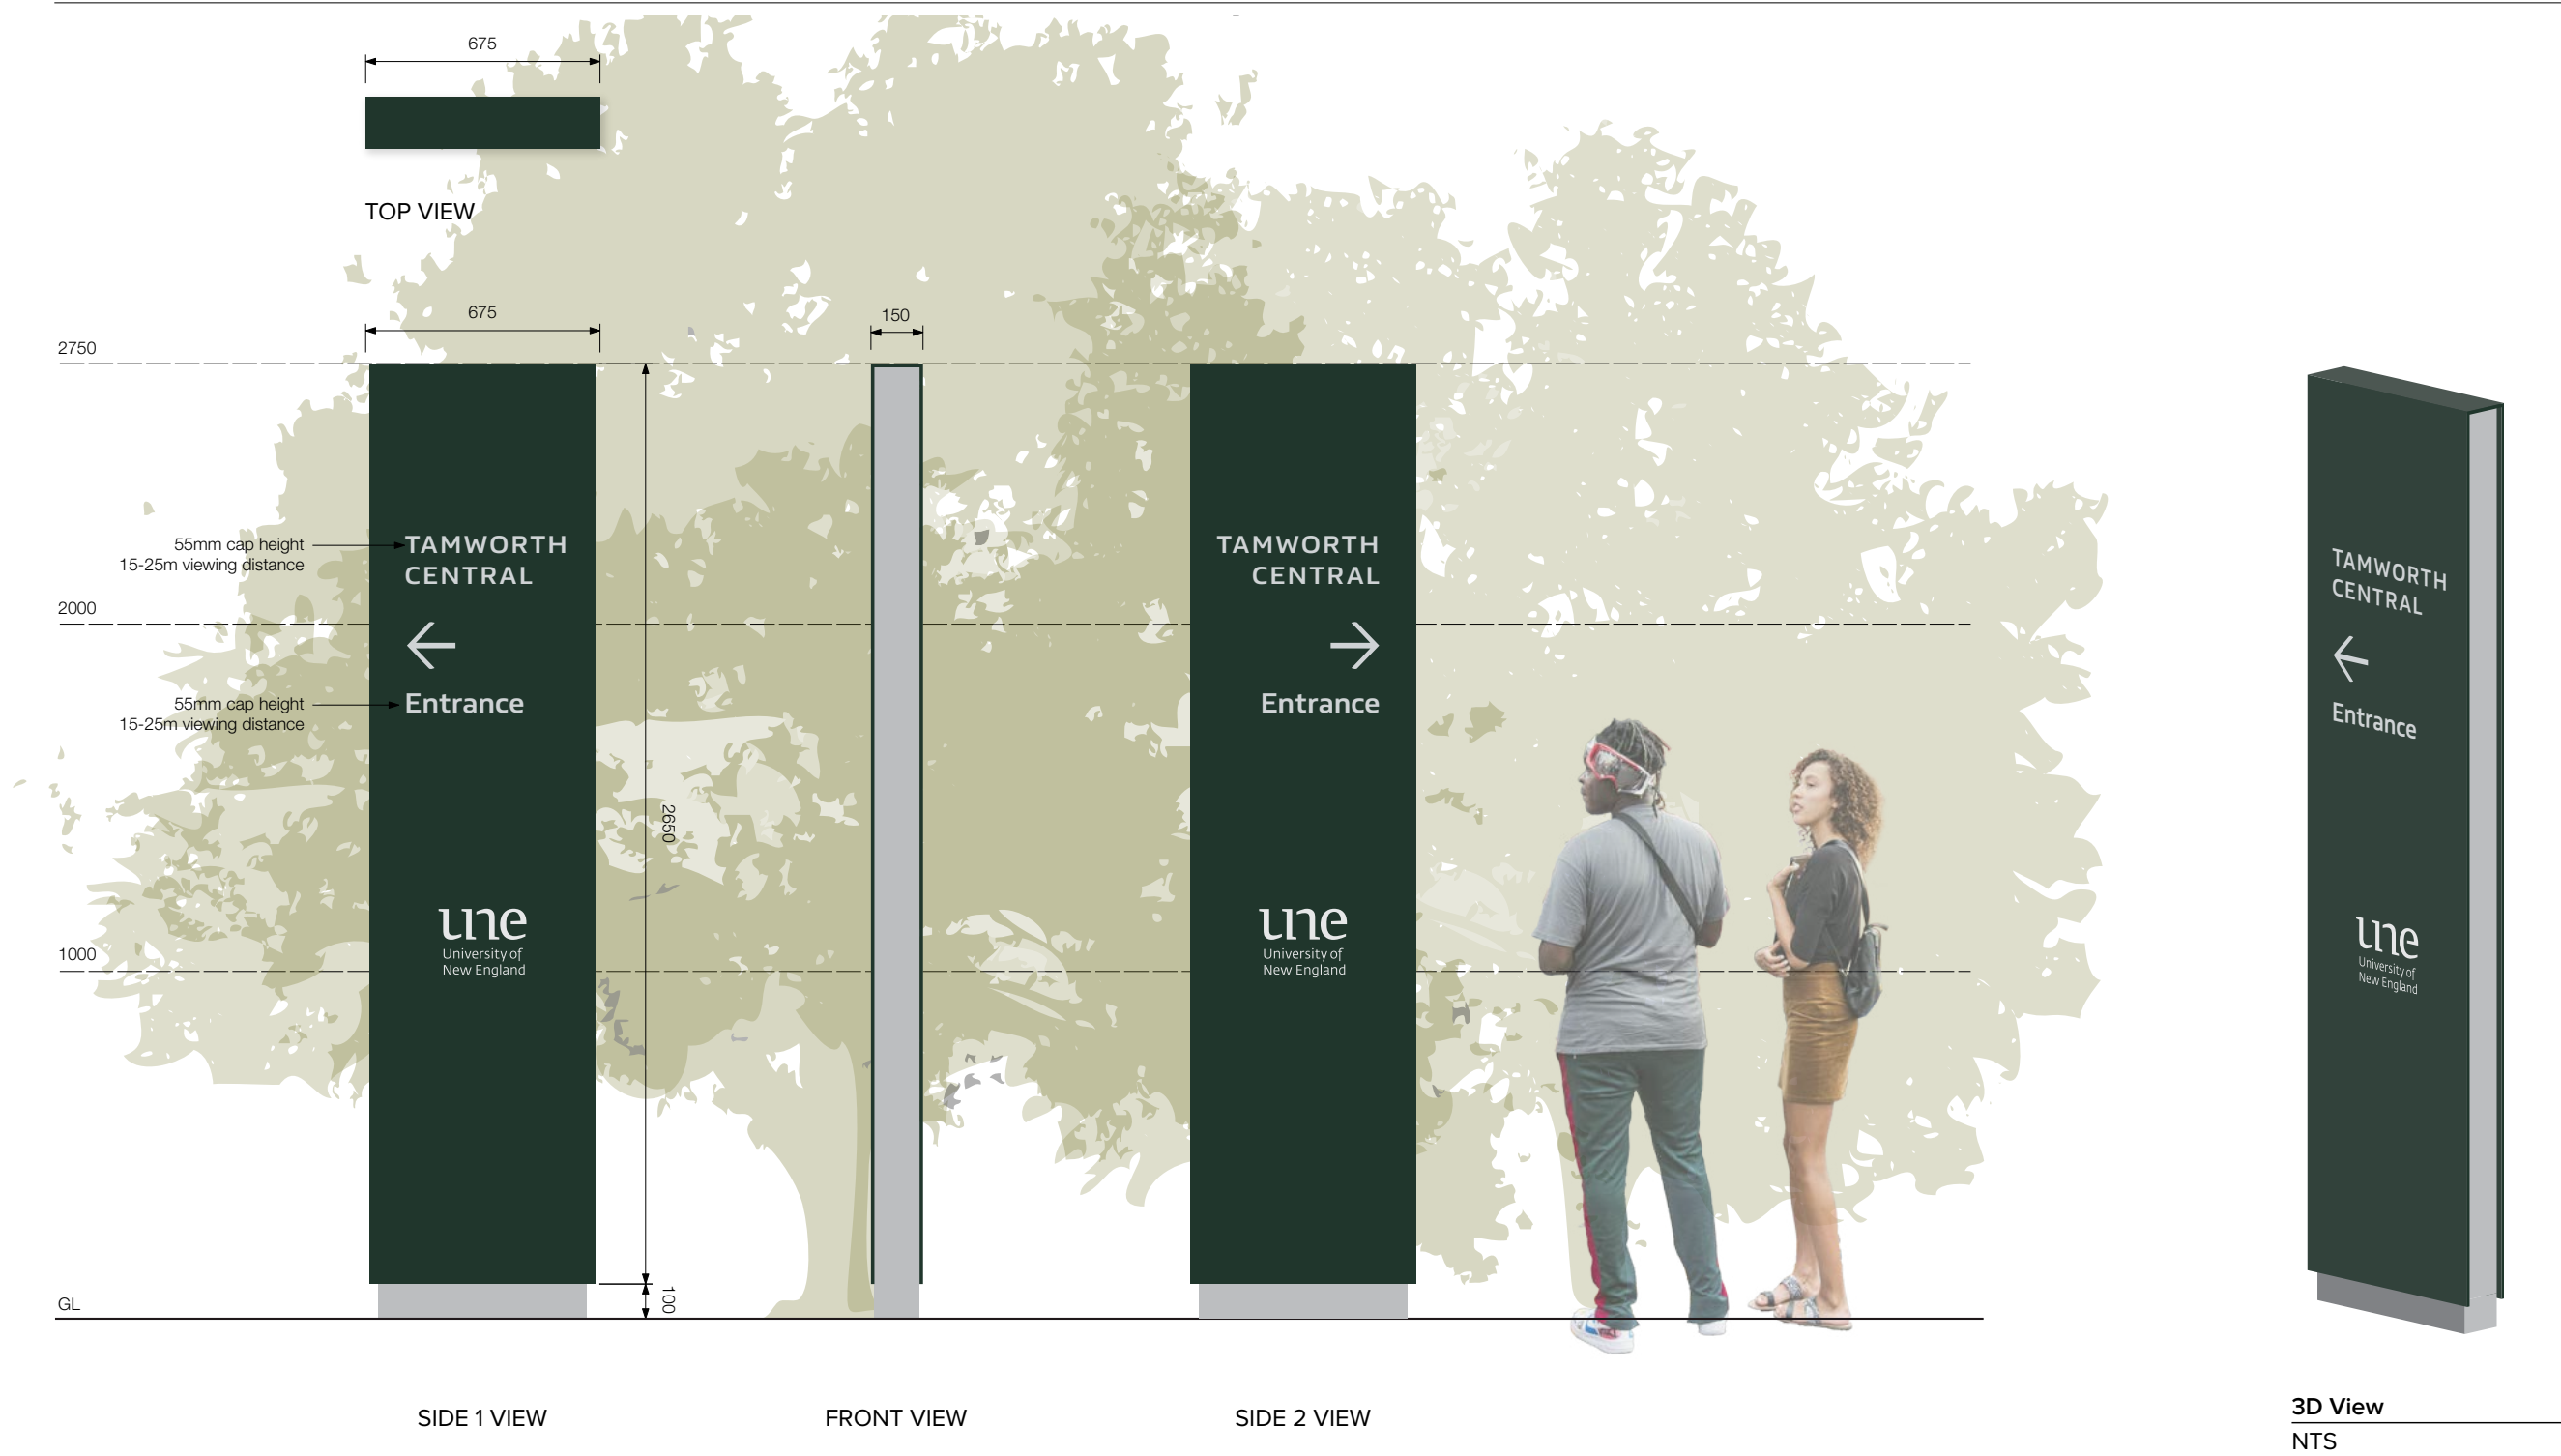 675
TOP VIEW
675
150
2750
55mm cap height
15-25m viewing distance
TAMWORTH
CENTRAL
2000
55mm cap height
15-25m viewing distance
Entrance
2650
une
University of
New England
1000
100
GL
TAMWORTH
CENTRAL
Entrance
une
University of
New England
TAMWORTH
CENTRAL
Entrance
une
University of
New England
SIDE 1 VIEW
FRONT VIEW
SIDE 2 VIEW
3D View
NTS